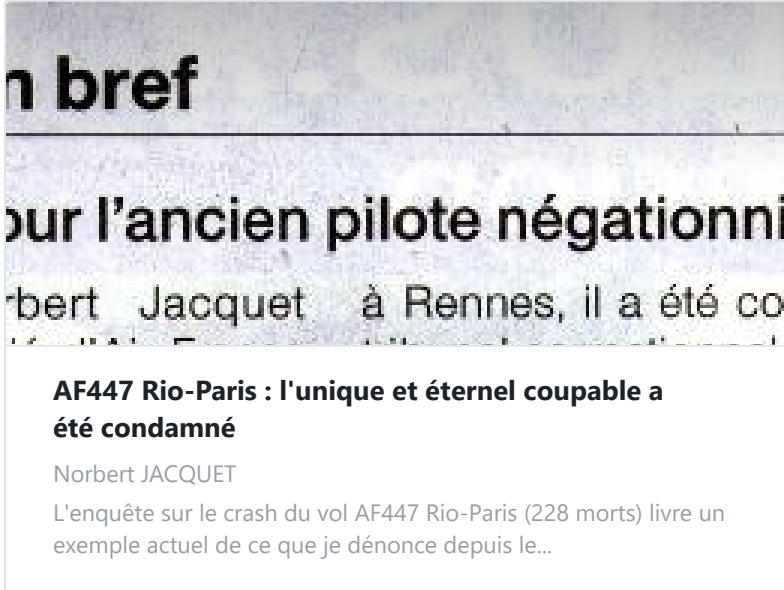 n bref
our l'ancien pilote négationni
rbert Jacquet à Rennes, il a été co
AF447 Rio-Paris : l'unique et éternel coupable a
été condamné
Norbert JACQUET
L'enquête sur le crash du vol AF447 Rio-Paris (228 morts) livre un
exemple actuel de ce que je dénonce depuis le...